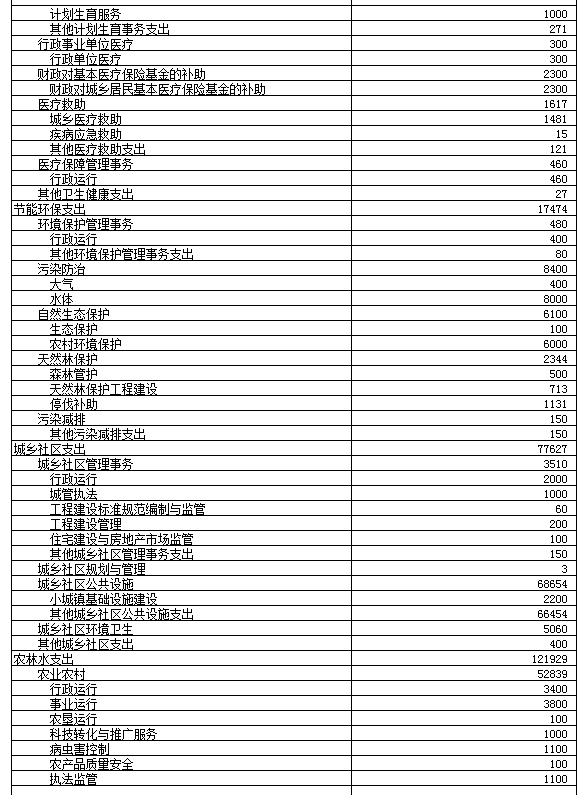 计划生育服务 1000
其他计划生育事务支出 271
行政事业单位医疗 300
行政单位医疗 300
财政对基本医疗保险基金的补助 2300
财政对城乡居民基本医疗保险基金的补助 2300
医疗救助 1617
城乡医疗救助 1481
疾病应急救助 15
其他医疗救助支出 121
医疗保障管理事务 460
行政运行 460
其他卫生健康支出 27
节能环保支出 17474
环境保护管理事务 480
行政运行 400
其他环境保护管理事务支出 80
污染防治 8400
大气 400
水体 8000
自然生态保护 6100
生态保护 100
农村环境保护 6000
天然林保护 2344
森林管护 500
天然林保护工程建设 713
停伐补助 1131
污染减排 150
其他污染减排支出 150
城乡社区支出 77627
城乡社区管理事务 3510
行政运行 2000
城管执法 1000
工程建设标准规范编制与监管 60
工程建设管理 200
住宅建设与房地产市场监管 100
其他城乡社区管理事务支出 150
城乡社区规划与管理 3
城乡社区公共设施 68654
小城镇基础设施建设 2200
其他城乡社区公共设施支出 66454
城乡社区环境卫生 5060
其他城乡社区支出 400
农林水支出 121929
农业农村 52839
行政运行 3400
事业运行 3800
农垦运行 100
科技转化与推广服务 1000
病虫害控制 1100
农产品质量安全 100
执法监管 1100